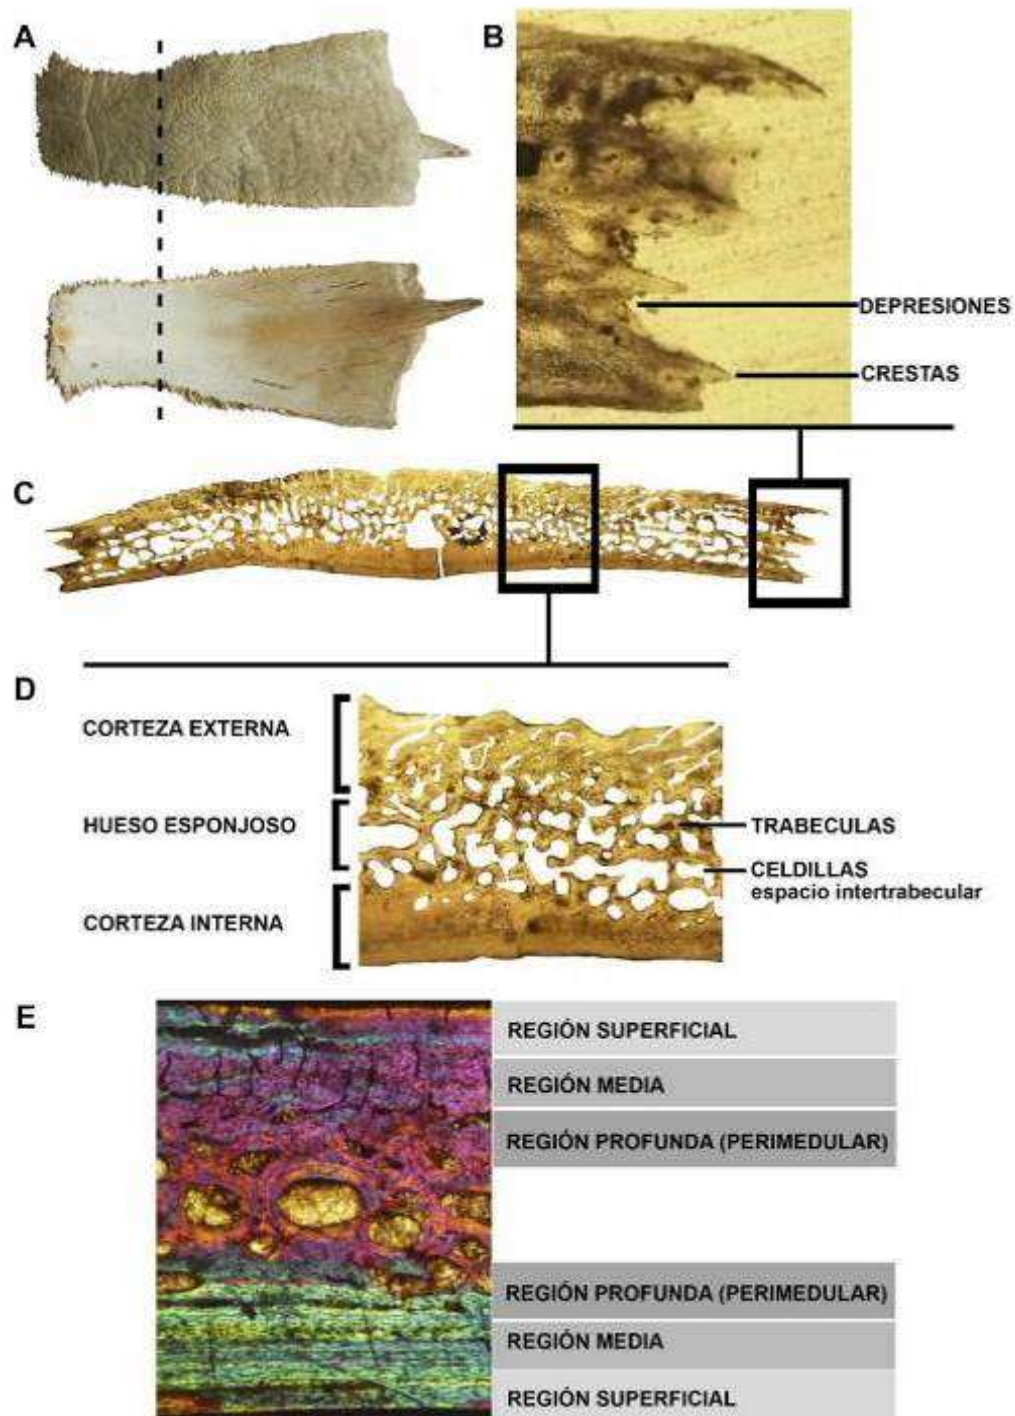 A
B
DEPRESIONES
CRESTAS
C
D
CORTEZA EXTERNA
HUESO ESPONJOSO
CORTEZA INTERNA
TRABECULAS
CELDILLAS
espacio intertrabecular
E
REGIÓN SUPERFICIAL
REGIÓN MEDIA
REGIÓN PROFUNDA (PERIMEDULAR)
REGIÓN PROFUNDA (PERIMEDULAR)
REGIÓN MEDIA
REGIÓN SUPERFICIAL